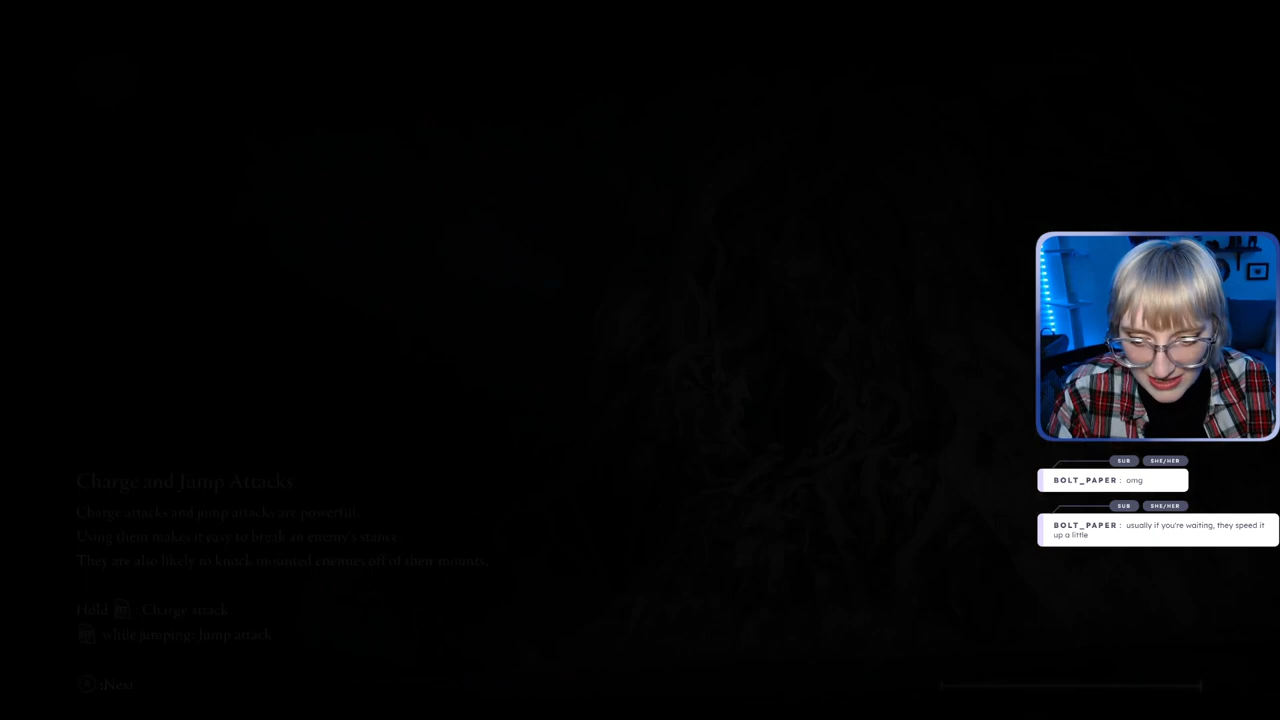 Charge and Jump Attacks
Charge attacks and jump attacks are powerful.
Using them makes it easy to break an enemy's stance.
They are also likely to knock mounted enemies off of their mounts.
Hold RT : Charge attack
RT while jumping: Jump attack
A :Next
SUB SHE/HER
BOLT_PAPER : omg
SUB SHE/HER
BOLT_PAPER : usually if you're waiting, they speed it
up a little